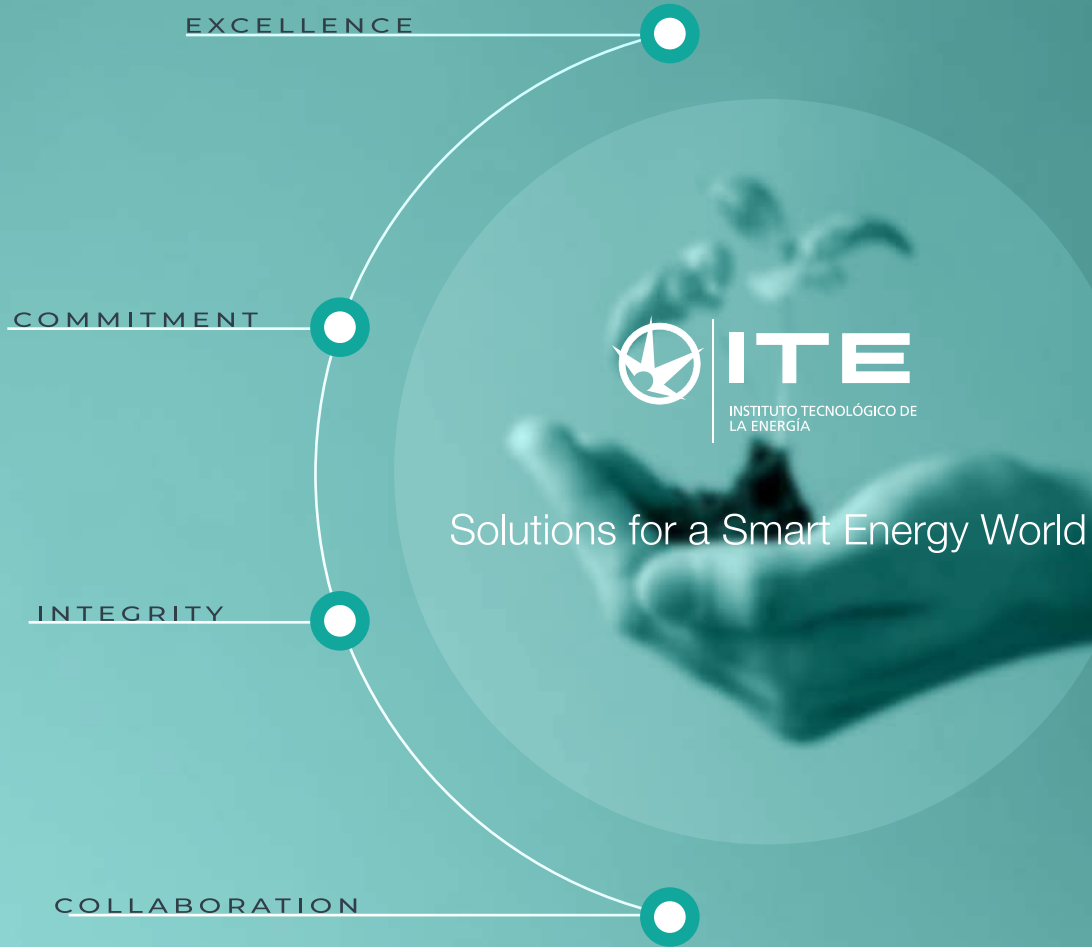 EXCELLENCE
COMMITMENT
ITE
INSTITUTO TECNOLÓGICO DE
LA ENERGÍA
Solutions for a Smart Energy World
INTEGRITY
COLLABORATION